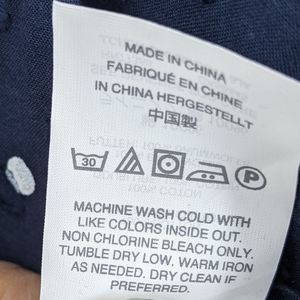 MADE IN CHINA
FABRIQUÉ EN CHINE
IN CHINA HERGESTELLT
中国製
30 P
MACHINE WASH COLD WITH
LIKE COLORS INSIDE OUT.
NON CHLORINE BLEACH ONLY.
TUMBLE DRY LOW. WARM IRON
AS NEEDED. DRY CLEAN IF
PREFERRED.